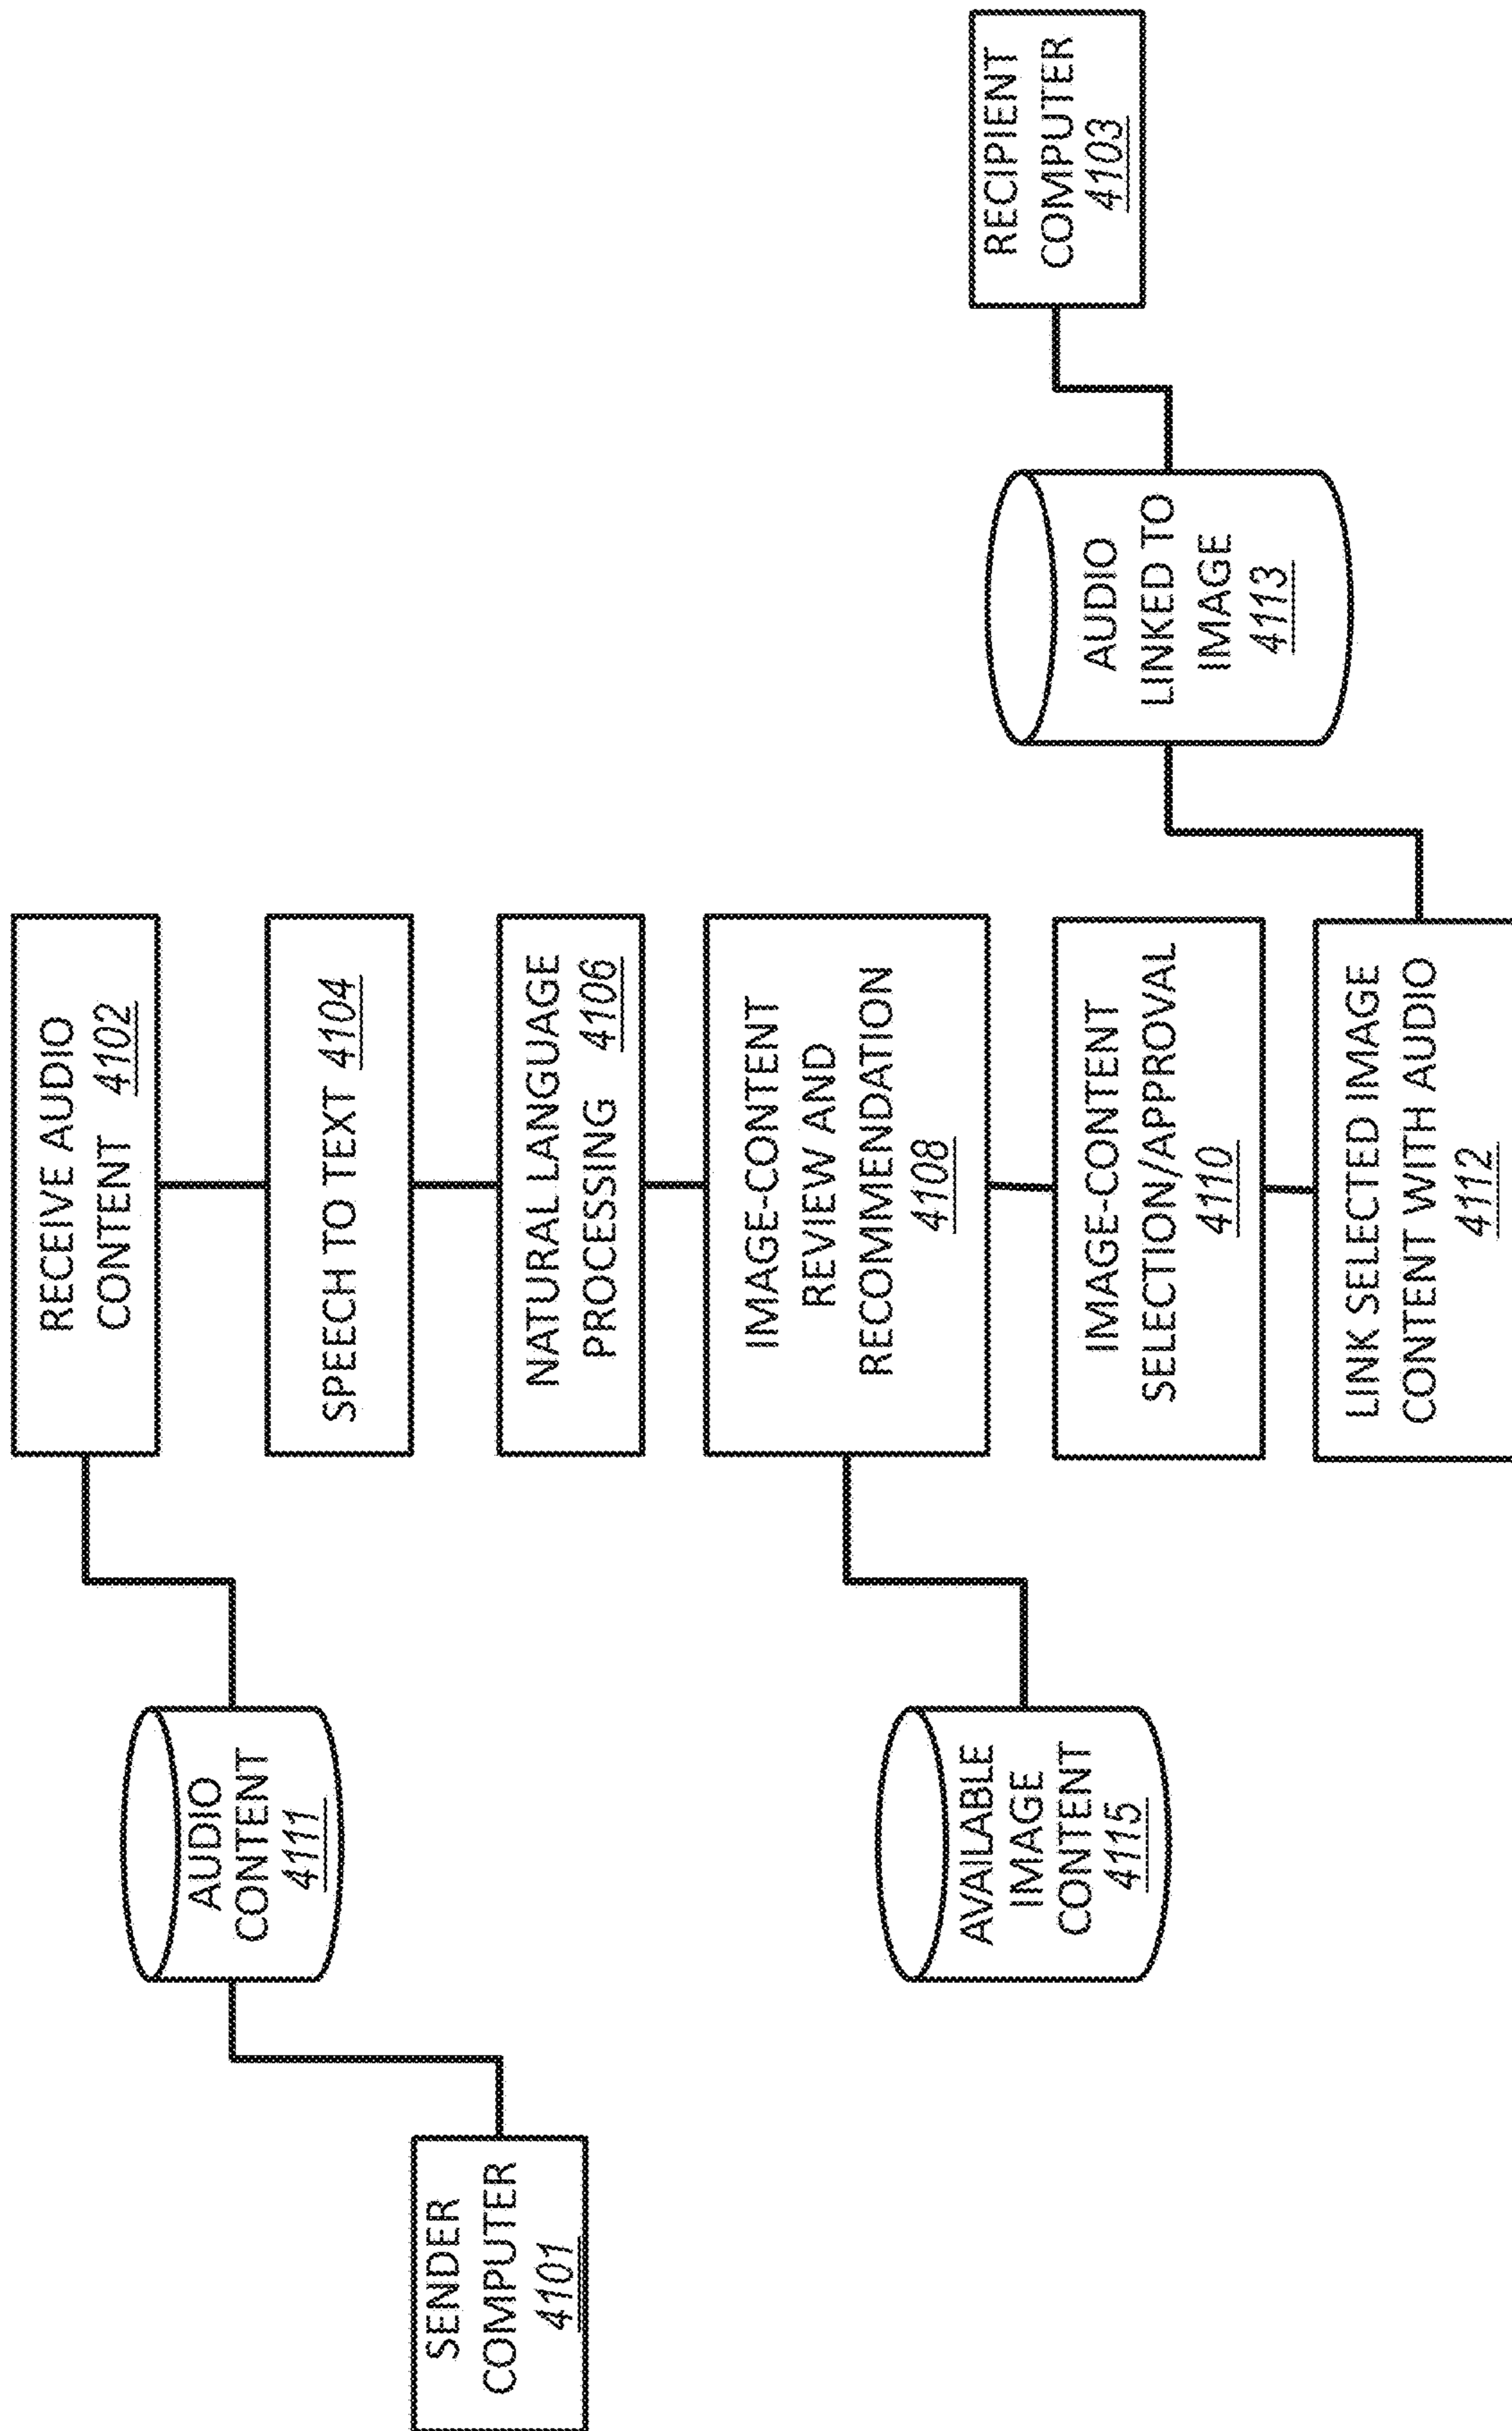 SENDER
COMPUTER
4101
AUDIO
CONTENT
4111
AVAILABLE
IMAGE
CONTENT
4115
RECEIVE AUDIO
CONTENT 4102
SPEECH TO TEXT 4104
NATURAL LANGUAGE
PROCESSING 4106
IMAGE-CONTENT
REVIEW AND
RECOMMENDATION
4108
IMAGE-CONTENT
SELECTION/APPROVAL
4110
LINK SELECTED IMAGE
CONTENT WITH AUDIO
4112
AUDIO
LINKED TO
IMAGE
4113
RECIPIENT
COMPUTER
4103